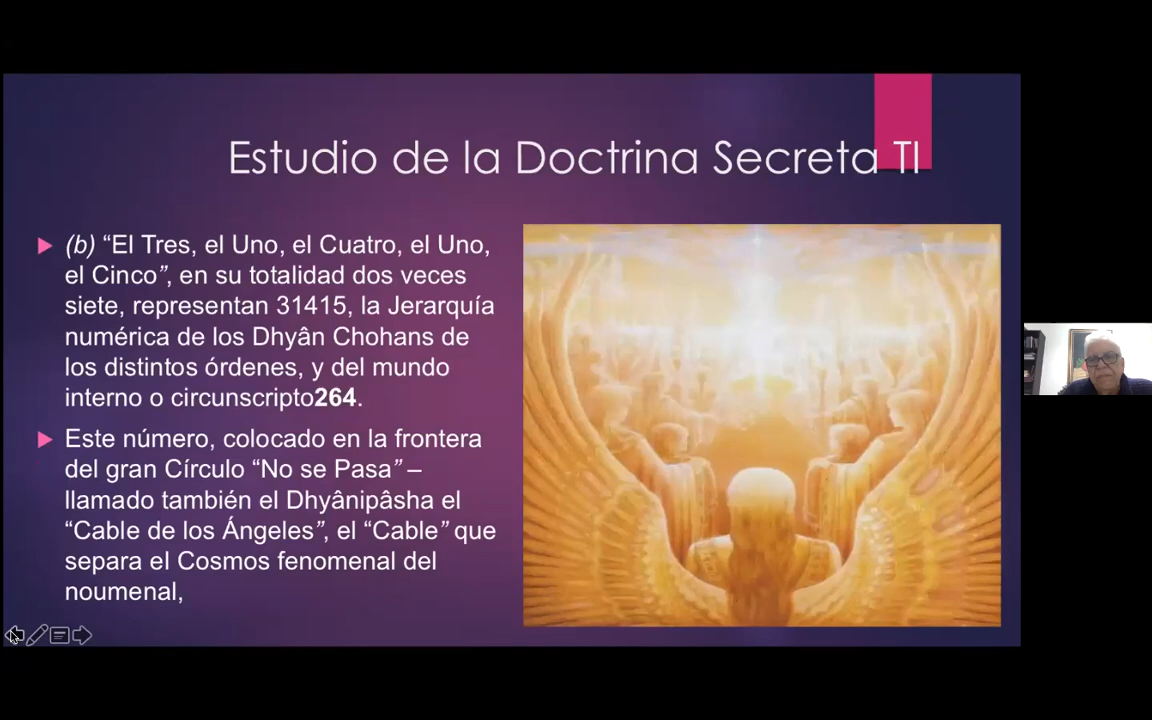 Estudio de la Doctrina Secreta TI
(b) “El Tres, el Uno, el Cuatro, el Uno,
el Cinco”, en su totalidad dos veces
siete, representan 31415, la Jerarquía
numérica de los Dhyân Chohans de
los distintos órdenes, y del mundo
interno o circunscripto264.
Este número, colocado en la frontera
del gran Círculo “No se Pasa” –
llamado también el Dhyânipâsha el
“Cable de los Ángeles”, el “Cable” que
separa el Cosmos fenomenal del
noumenal,